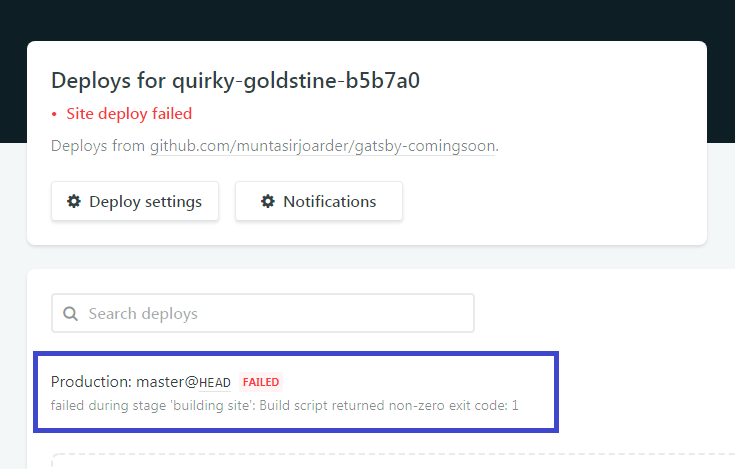 Deploys for quirky-goldstine-b5b7a0
• Site deploy failed
Deploys from github.com/muntasirjoarder/gatsby-comingsoon.
Deploy settings
Notifications
Search deploys
Production: master@HEAD FAILED
failed during stage 'building site': Build script returned non-zero exit code: 1